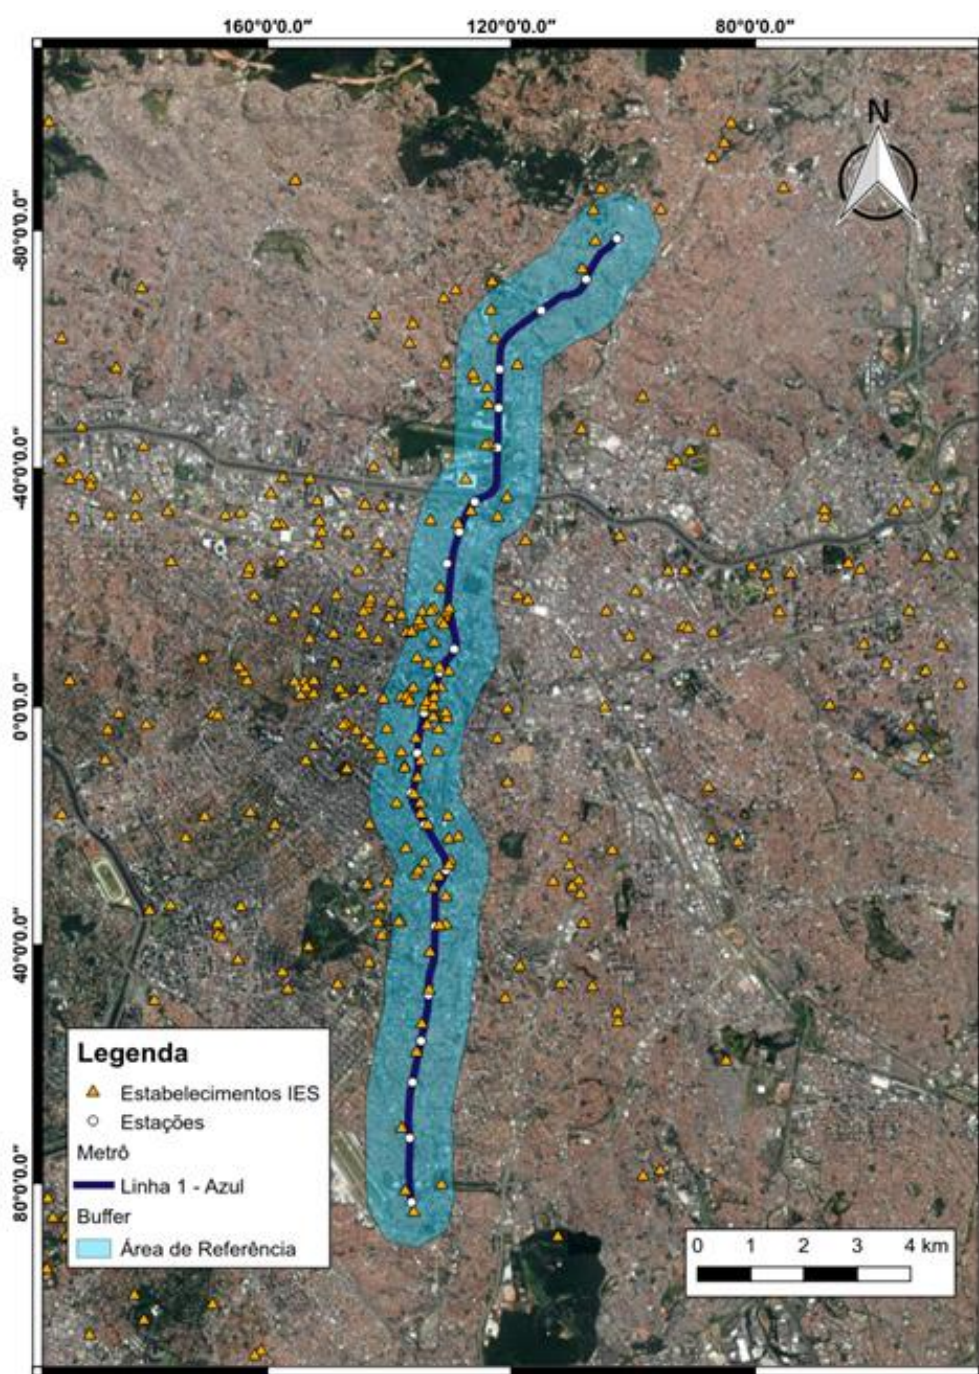 160°0'0.0"
120°0'0.0"
80°0'0.0"
N
-80°0'0.0"
-40°0'0.0"
0°0'0.0"
40°0'0.0"
80°0'0.0"
Legenda
Estabelecimentos IES
Estações
Metrô
Linha 1 - Azul
Buffer
Área de Referência
0 1 2 3 4 km